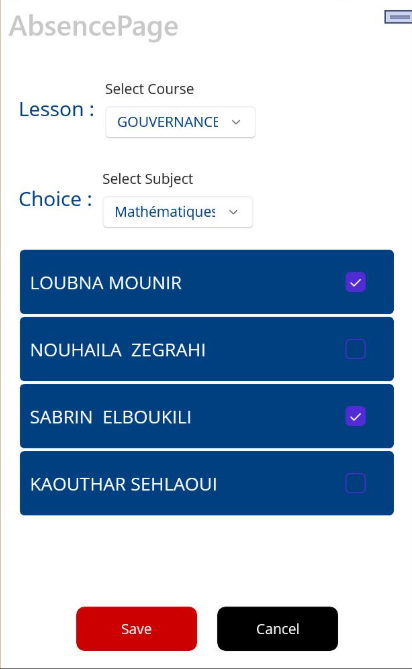 AbsencePage
Select Course
Lesson :
GOUVERNANCE
Select Subject
Choice :
Mathématiques
LOUBNA MOUNIR
NOUHAILA  ZEGRAHI
SABRIN  ELBOUKILI
KAOUTHAR SEHLAOUI
Save
Cancel